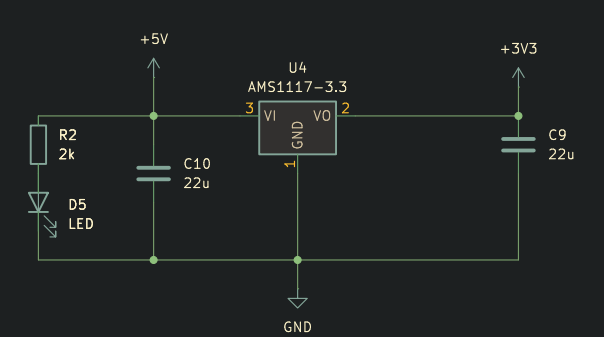 +5V
+3V3
U4
AMS1117-3.3
3
VI
VO
2
GND
1
R2
2k
C10
22u
C9
22u
D5
LED
GND